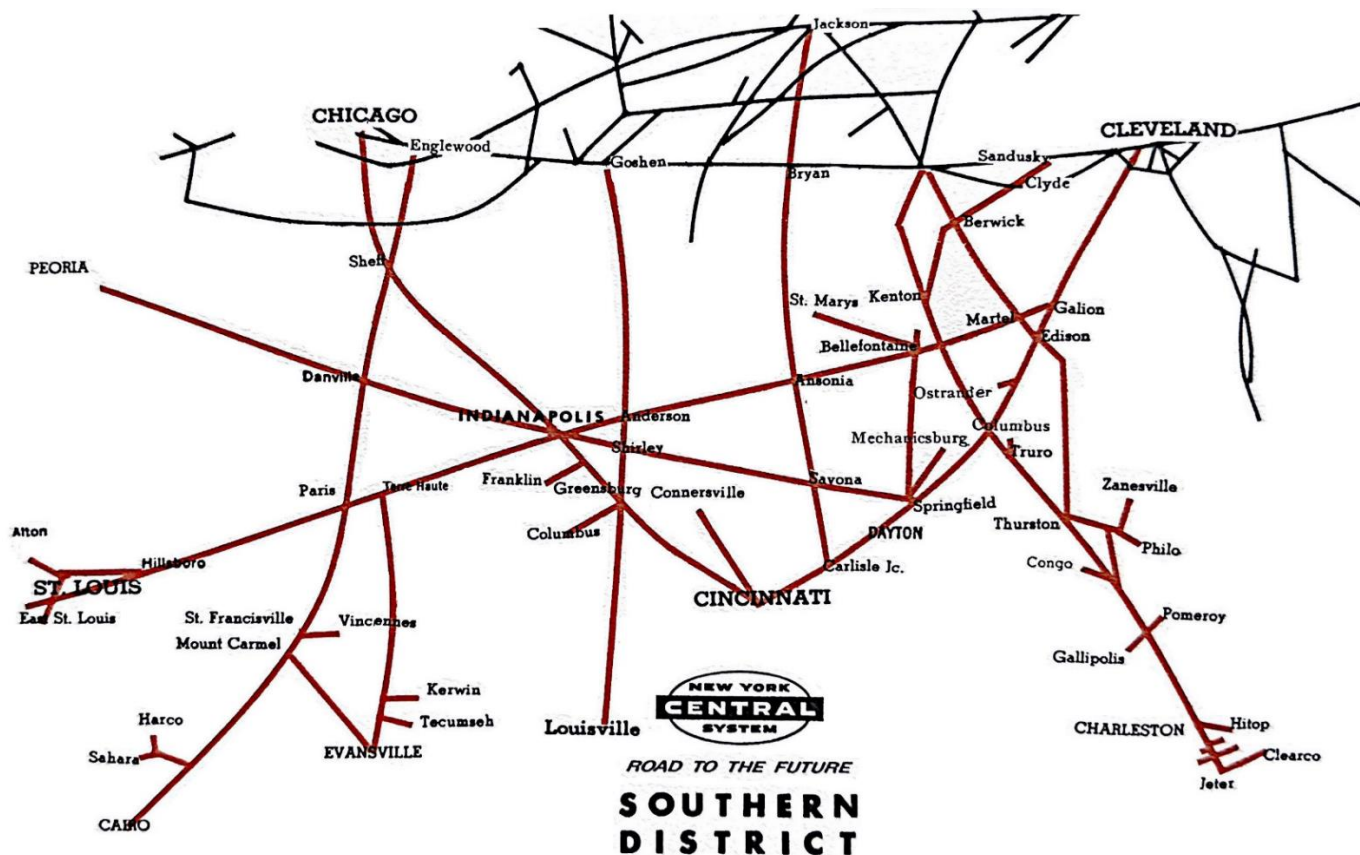 Jackson
CHICAGO
CLEVELAND
Englewood
Goshen
Bryan
Sandusky
Clyde
Berwick
PEORIA
Sheff
St. Marys
Kenton
Martel
Galion
Bellefontaine
Edison
Danville
Ansonia
Ostrander
INDIANAPOLIS
Anderson
Columbus
Mechanicsburg
Shirley
Truro
Franklin
Paris
Terre Haute
Greensburg
Connersville
Savona
Springfield
Zanesville
Thurston
Alton
Columbus
DAYTON
Philo
Hillsboro
Carlisle Jc.
Congo
ST. LOUIS
CINCINNATI
East St. Louis
St. Francisville
Vincennes
Pomeroy
Mount Carmel
Gallipolis
Kerwin
NEW YORK
CENTRAL
SYSTEM
Harco
Tecumseh
Louisville
CHARLESTON
Hitop
Sahara
EVANSVILLE
Clearco
ROAD TO THE FUTURE
Jeter
CAIRO
SOUTHERN
DISTRICT